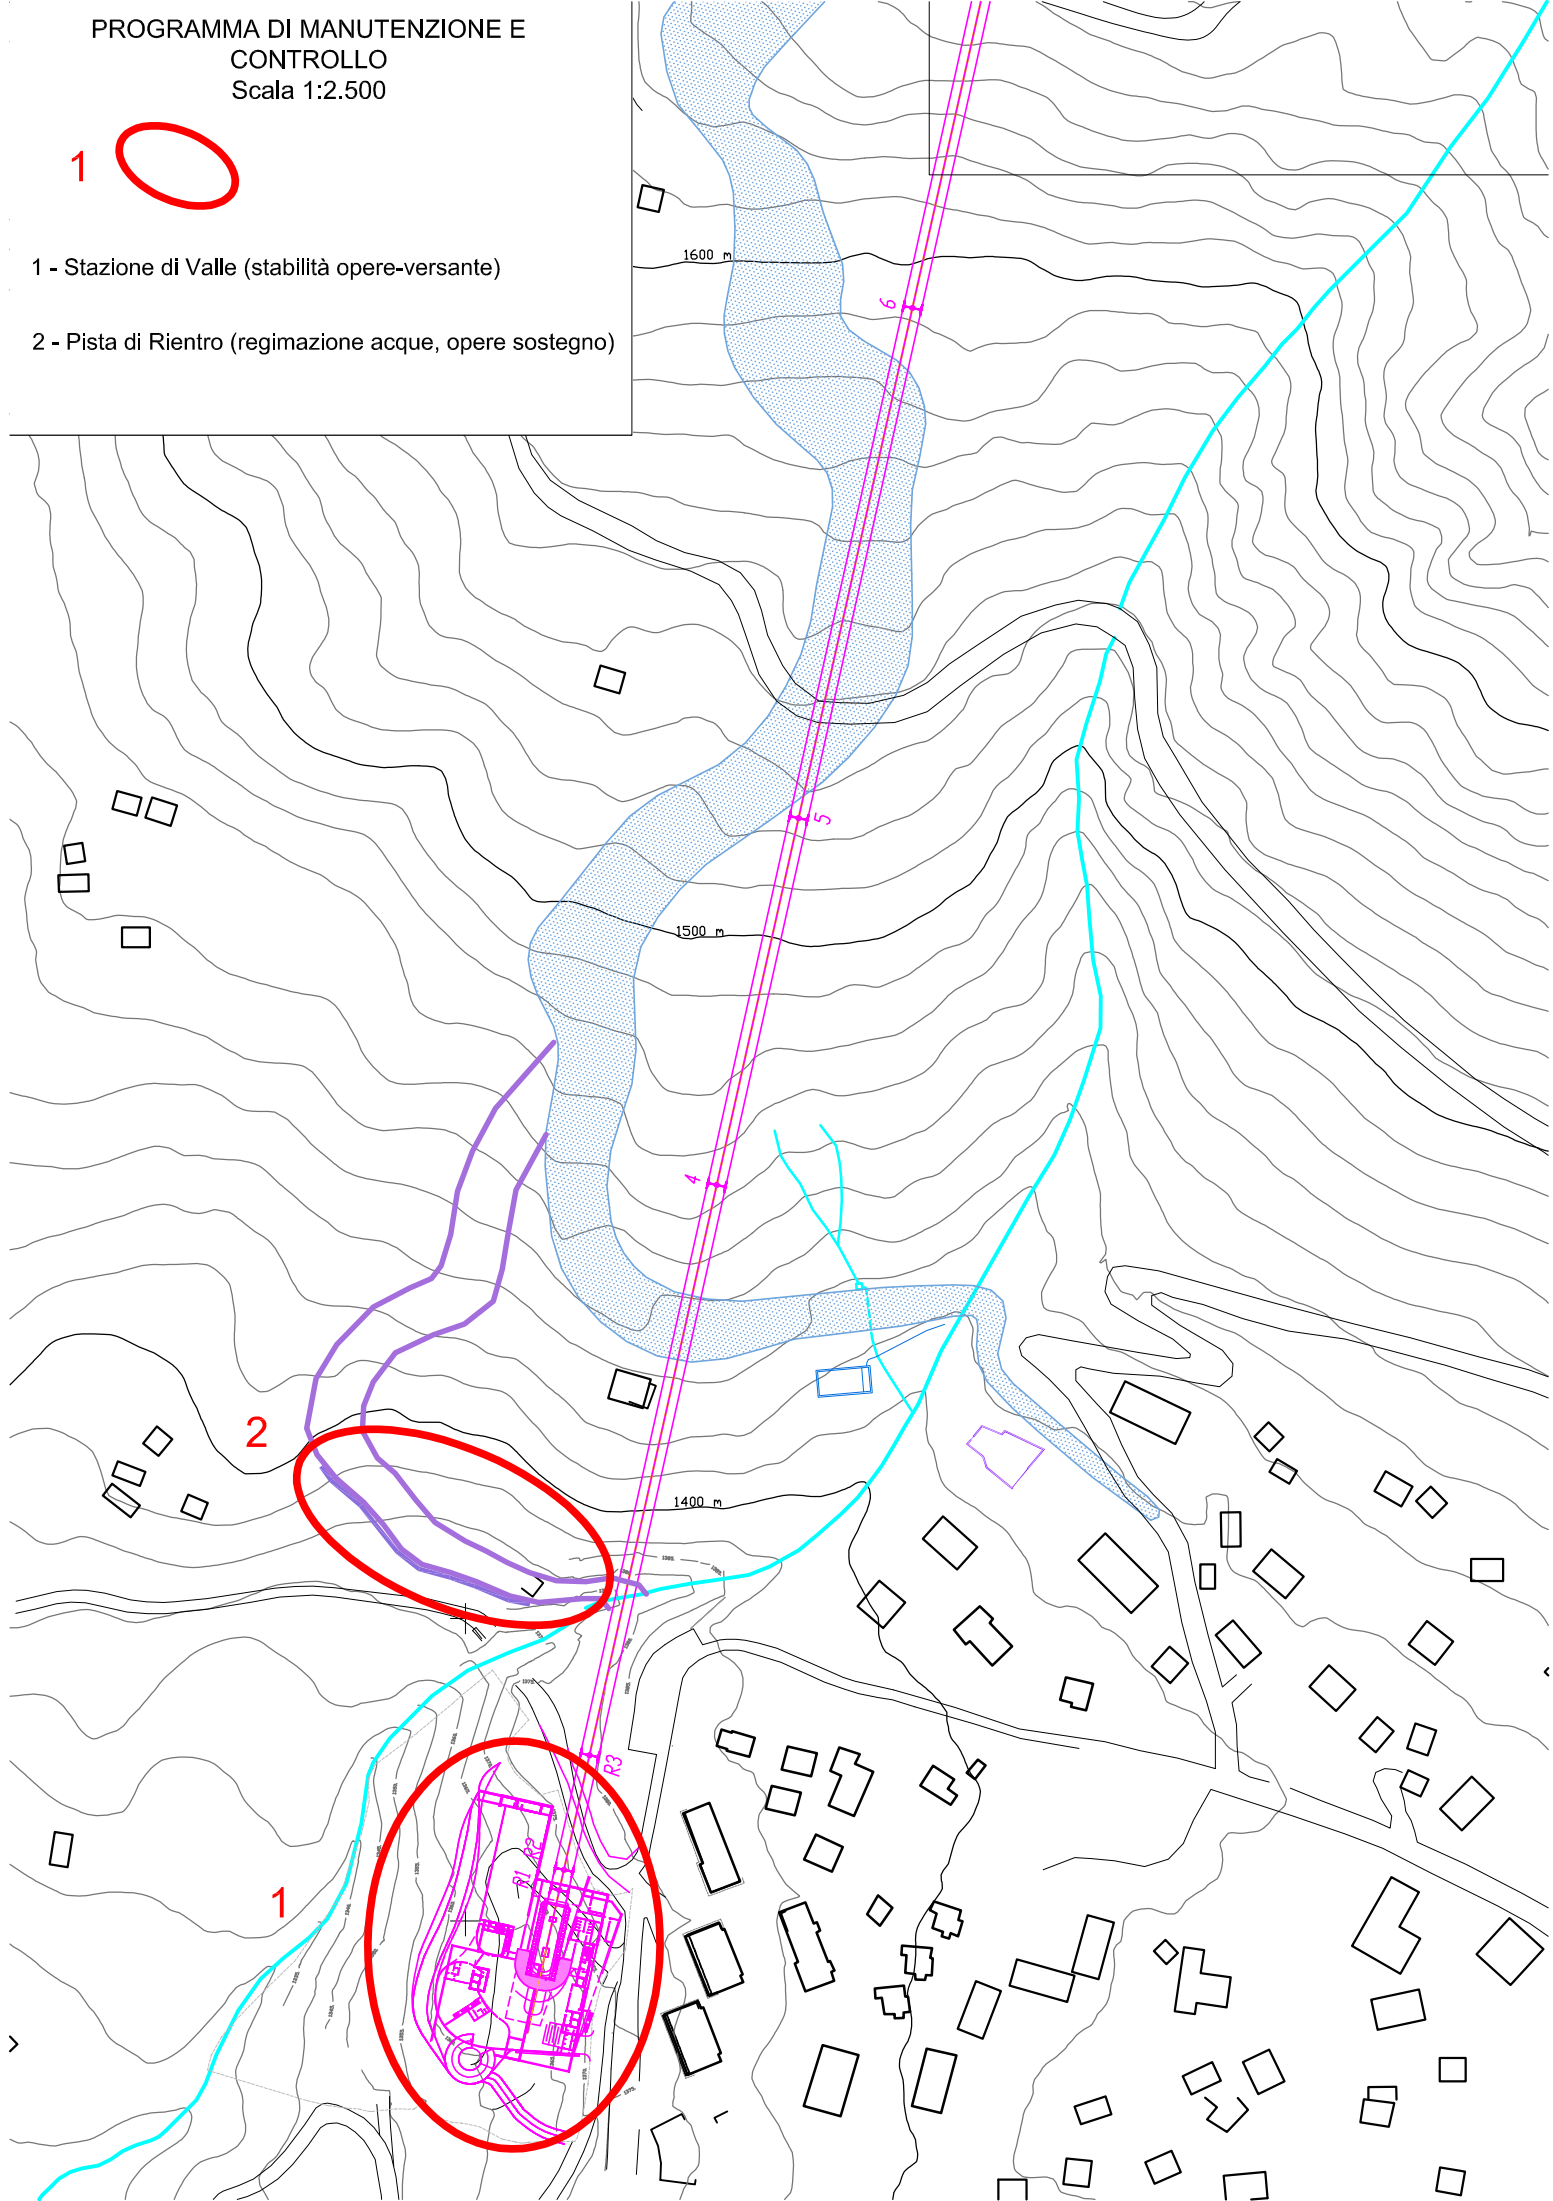 PROGRAMMA DI MANUTENZIONE E
CONTROLLO
Scala 1:2.500
1
1 - Stazione di Valle (stabilità opere-versante)
2 - Pista di Rientro (regimazione acque, opere sostegno)
1600 m
6
5
1500 m
4
2
1400 m
R3
R2
R1
1